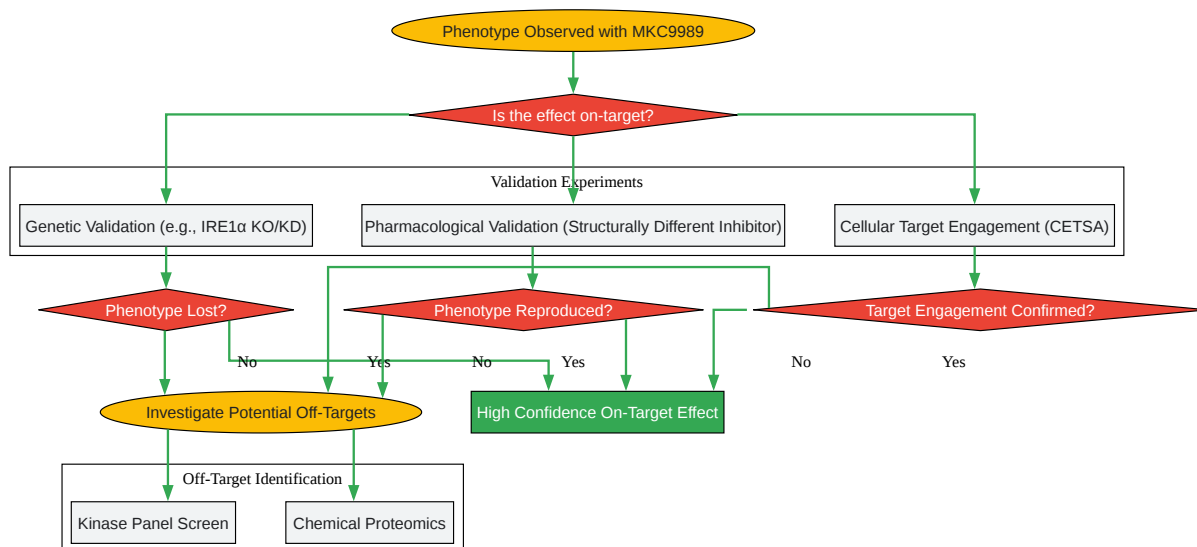 Phenotype Observed with MKC9989
Is the effect on-target?
Validation Experiments
Genetic Validation (e.g., IRE1α KO/KD)
Pharmacological Validation (Structurally Different Inhibitor)
Cellular Target Engagement (CETSA)
Phenotype Lost?
Phenotype Reproduced?
Target Engagement Confirmed?
No
Yes
No
Yes
No
Yes
Investigate Potential Off-Targets
High Confidence On-Target Effect
Off-Target Identification
Kinase Panel Screen
Chemical Proteomics